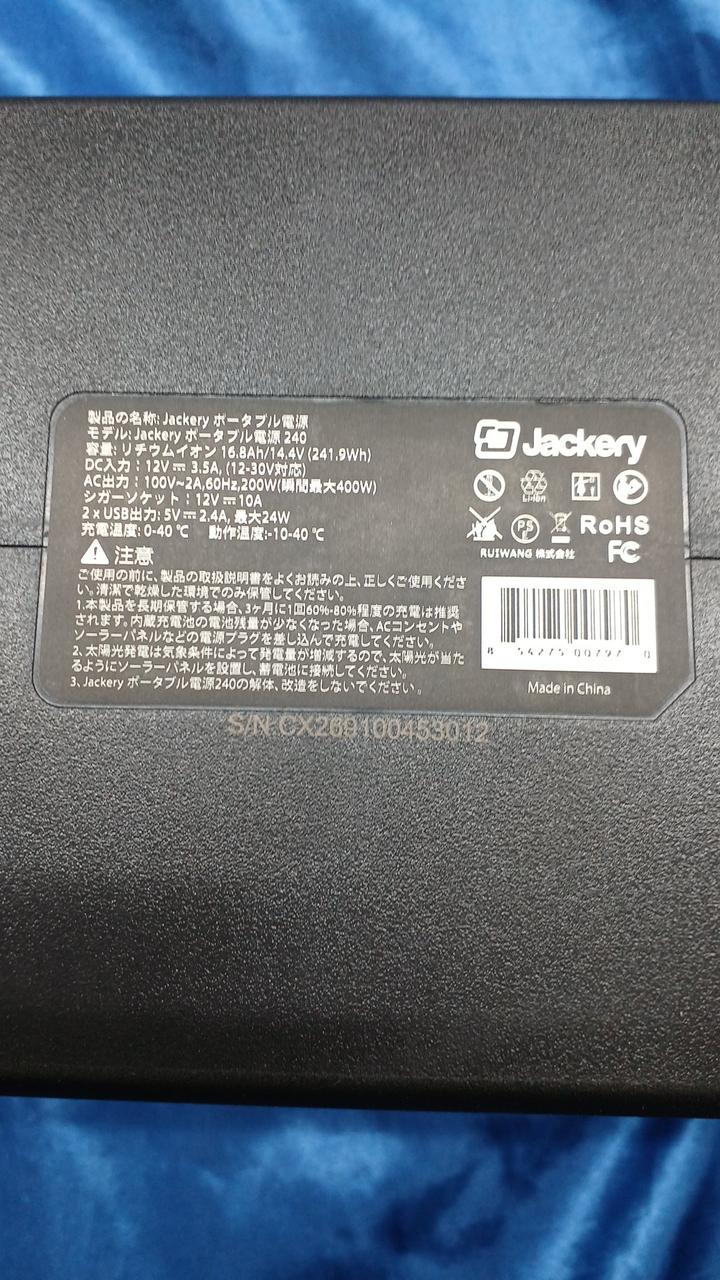 製品の名称: Jackery ポータブル電源
モデル: Jackery ポータブル電源 240
容量: リチウムイオン 16.8Ah/14.4V (241.9Wh)
DC入力：12V⎓3.5A, (12-30V対応)
AC出力：100V~2A,60Hz,200W(瞬間最大400W)
シガーソケット：12V⎓10A
2 x USB出力: 5V⎓2.4A, 最大24W
充電温度: 0-40 ℃ 動作温度:-10-40 ℃
注意
ご使用の前に、製品の取扱説明書をよくお読みの上、正しくご使用くださ
い。清潔で乾燥した環境でのみ保管してください。
1.本製品を長期保管する場合、3ヶ月に1回60%-80%程度の充電は推奨
されます。内蔵充電池の電池残量が少なくなった場合、ACコンセントや
ソーラーパネルなどの電源プラグを差し込んで充電してください。
2、太陽光発電は気象条件によって発電量が増減するので、太陽光が当た
るようにソーラーパネルを設置し、蓄電池に接続してください。
3、Jackery ポータブル電源240の解体、改造をしないでください。
Jackery
Li-ion
PS
RoHS
RUIWANG 株式会社
FC
8 54275 00797 0
Made in China
S/N:CX269100453012